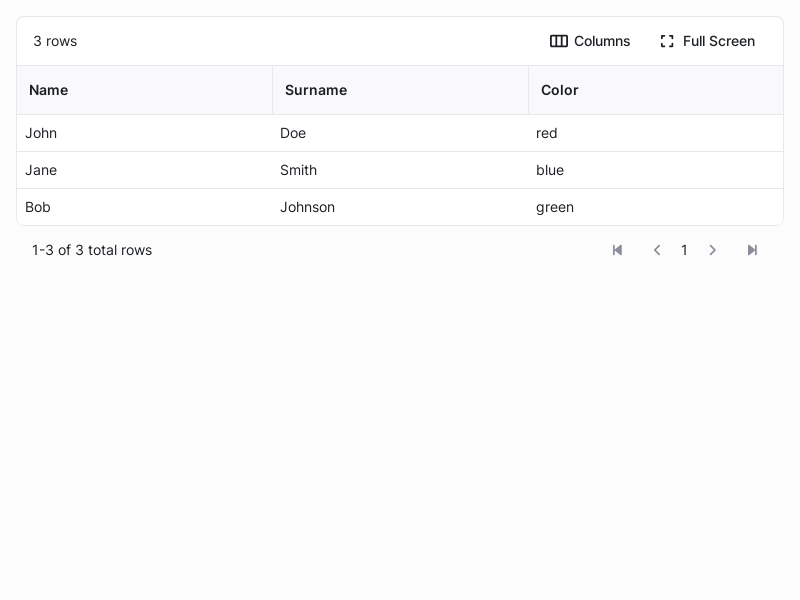 3 rows Columns Full Screen
Name Surname Color
John Doe red
Jane Smith blue
Bob Johnson green
1-3 of 3 total rows 1